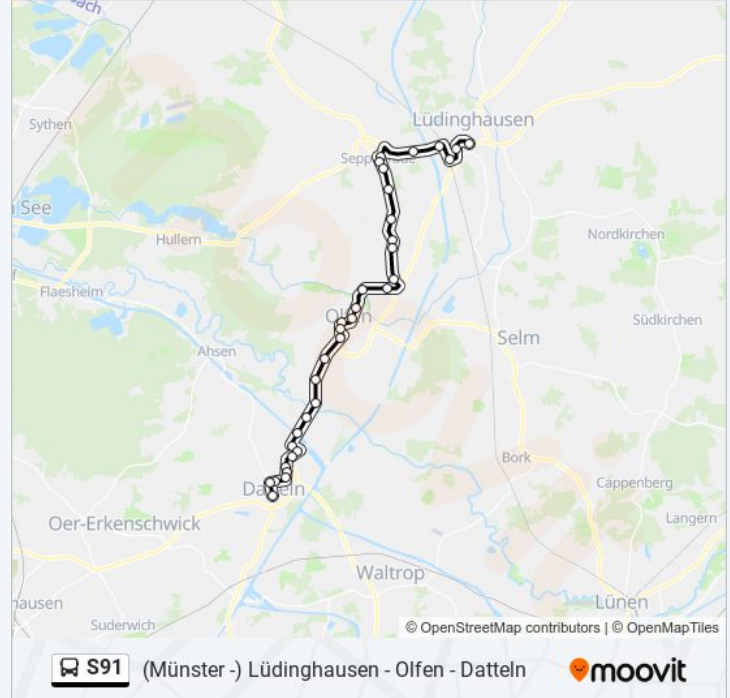 Lüdinghausen
Sythen
Nordkirchen
Hullern
Flaesheim
Olfen
Südkirchen
Selm
Ahsen
Bork
Cappenberg
Datteln
Langern
Oer-Erkenschwick
Waltrop
Lünen
Suderwich
© OpenStreetMap contributors | © OpenMapTiles
S91 (Münster -) Lüdinghausen - Olfen - Datteln moovit